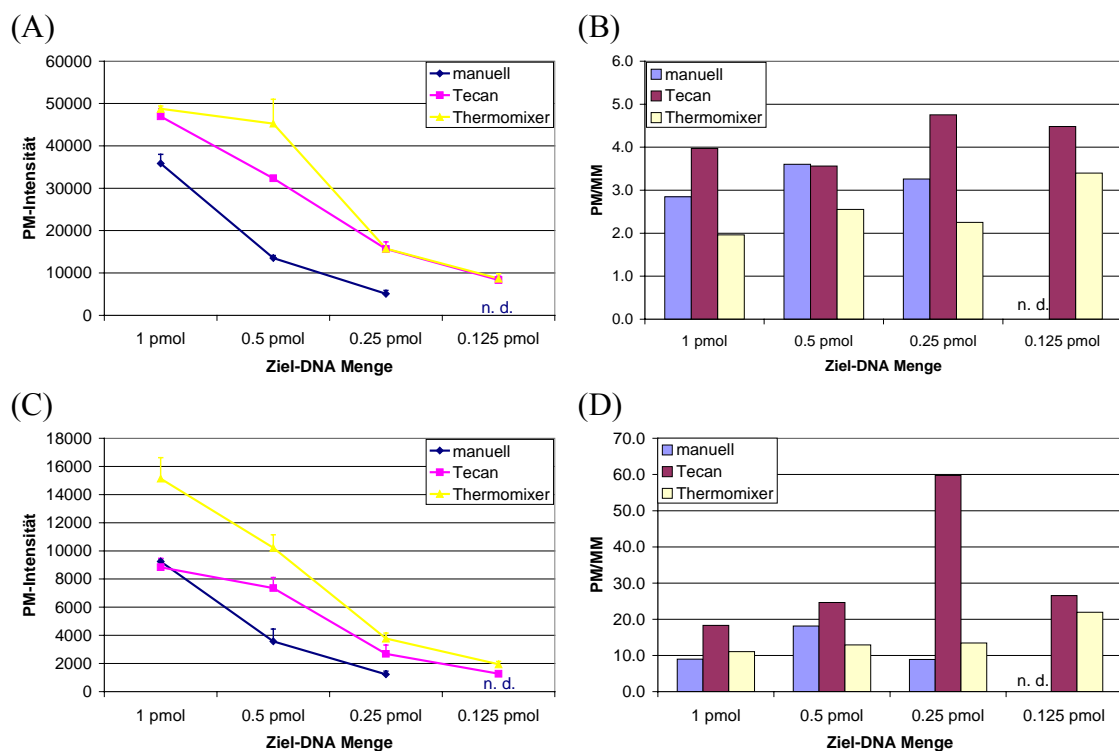 (A)
60000
50000
40000
30000
20000
10000
0
PM-Intensität
manuell
Tecan
Thermomixer
n. d.
1 pmol 0.5 pmol 0.25 pmol 0.125 pmol
Ziel-DNA Menge
(B)
6.0
5.0
4.0
3.0
2.0
1.0
0.0
PM/MM
manuell
Tecan
Thermomixer
n. d.
1 pmol 0.5 pmol 0.25 pmol 0.125 pmol
Ziel-DNA Menge
(C)
18000
16000
14000
12000
10000
8000
6000
4000
2000
0
PM-Intensität
manuell
Tecan
Thermomixer
n. d.
1 pmol 0.5 pmol 0.25 pmol 0.125 pmol
Ziel-DNA Menge
(D)
70.0
60.0
50.0
40.0
30.0
20.0
10.0
0.0
PM/MM
manuell
Tecan
Thermomixer
n. d.
1 pmol 0.5 pmol 0.25 pmol 0.125 pmol
Ziel-DNA Menge